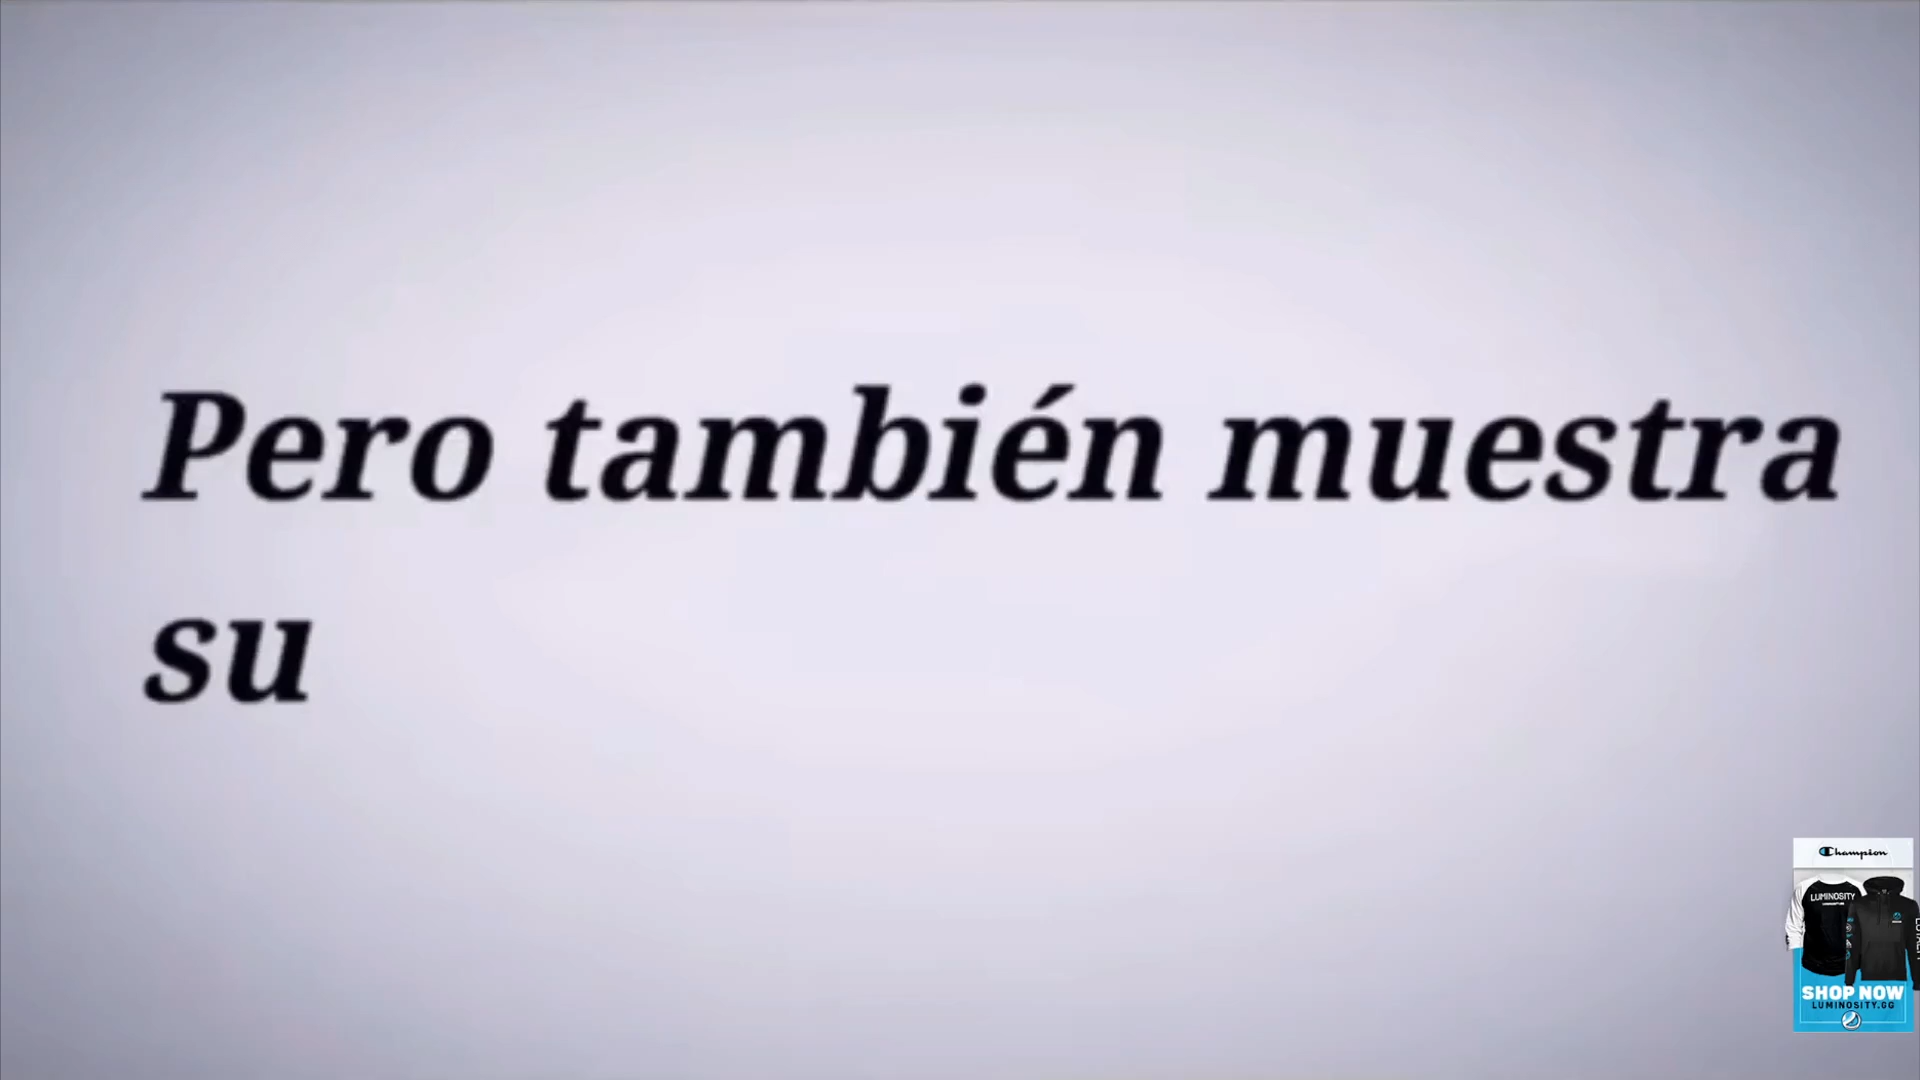 Pero también muestra
su
Champion
LUMINOSITY
SHOP NOW
LUMINOSITY.GG